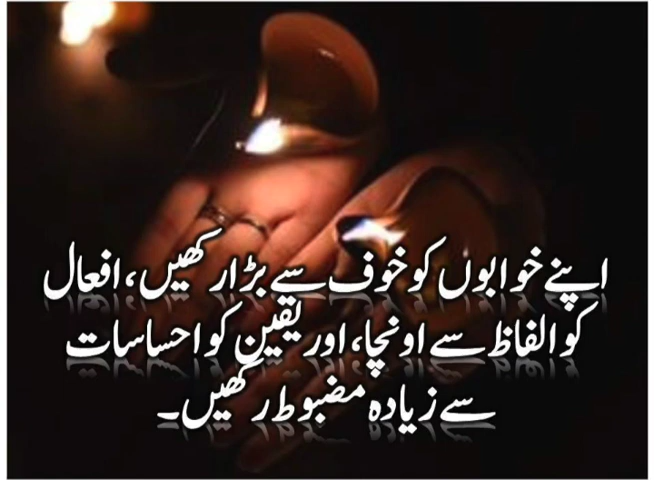 اپنے خوابوں کو خوف سے بڑا رکھیں، افعال
کو الفاظ سے اونچا، اور یقین کو احساسات
سے زیادہ مضبوط رکھیں۔